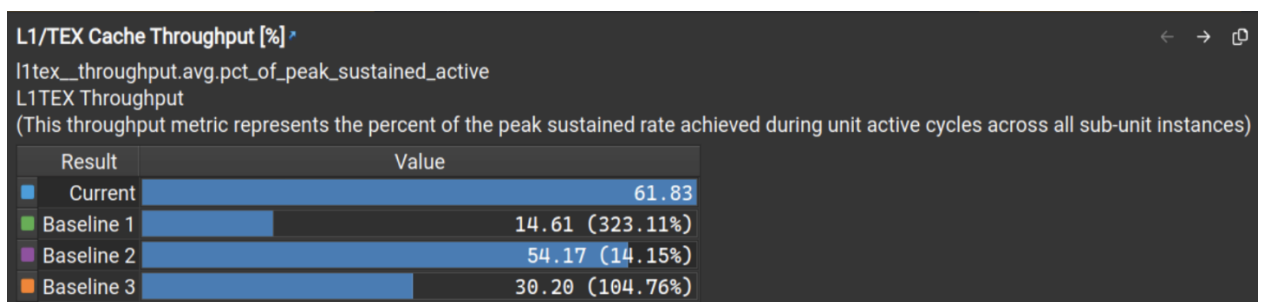 L1/TEX Cache Throughput [%]
l1tex__throughput.avg.pct_of_peak_sustained_active
L1TEX Throughput
(This throughput metric represents the percent of the peak sustained rate achieved during unit active cycles across all sub-unit instances)
Result Value
Current 61.83
Baseline 1 14.61 (323.11%)
Baseline 2 54.17 (14.15%)
Baseline 3 30.20 (104.76%)